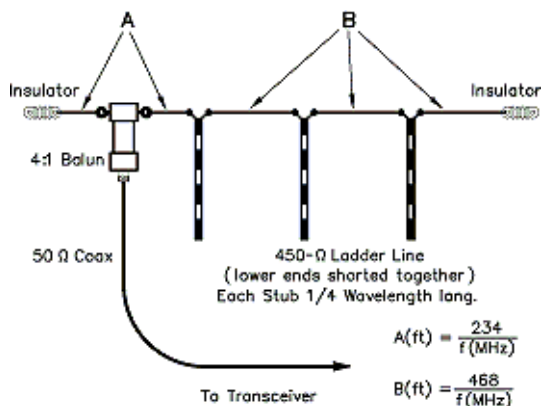 A
B
Insulator
Insulator
4:1 Balun
50 Ω Coax
450-Ω Ladder Line
(lower ends shorted together)
Each Stub 1/4 Wavelength long.
A(ft) = 234
f(MHz)
B(ft) = 468
f(MHz)
To Transceiver